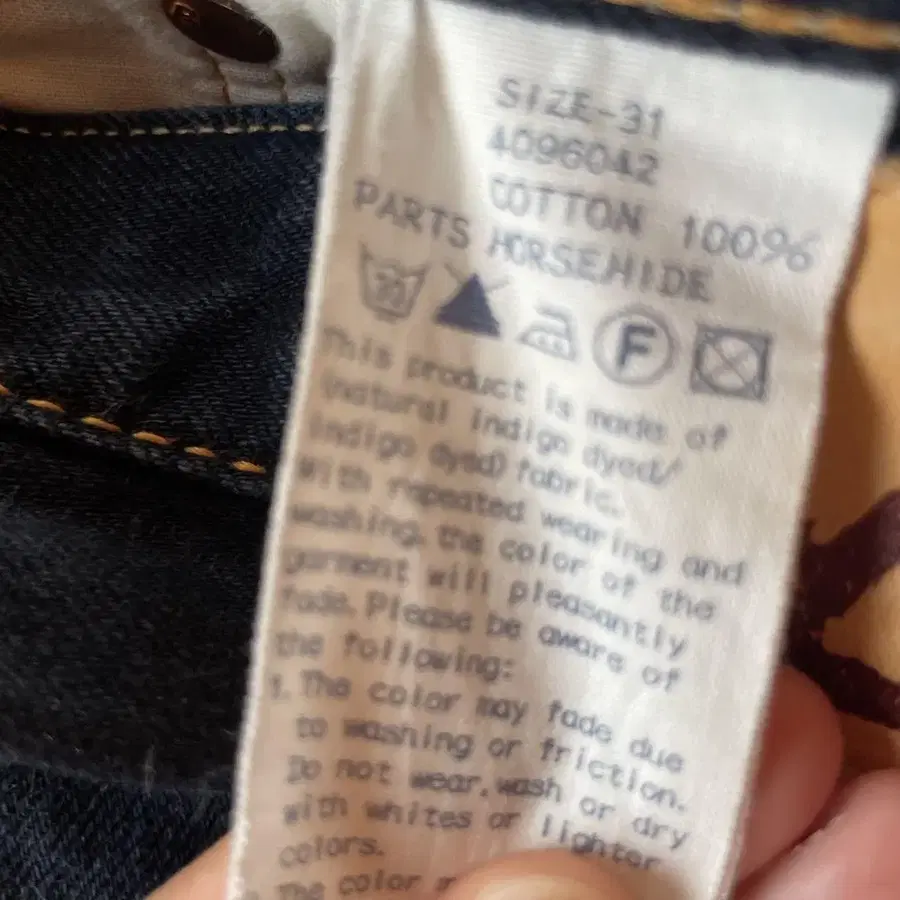 SIZE-31
4096042
COTTON 100%
PARTS HORSEHIDE
30 F
This product is made of
(natural indigo dyed/
indigo dyed) fabric.
With repeated wearing and
washing, the color of the
garment will pleasantly
fade. Please be aware of
the following:
1. The color may fade due
to washing or friction.
Do not wear, wash or dry
with whites or lighter
colors.
The color